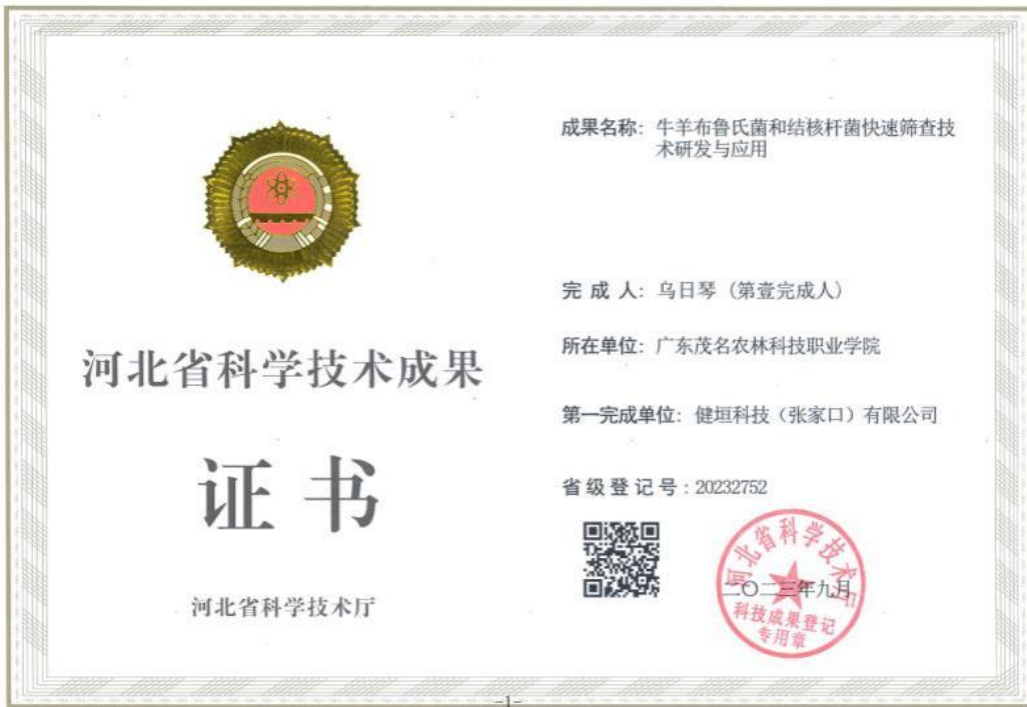 河北省科学技术成果
证书
河北省科学技术厅
成果名称：牛羊布鲁氏菌和结核杆菌快速筛查技
术研发与应用
完成人：乌日琴（第壹完成人）
所在单位：广东茂名农林科技职业学院
第一完成单位：健垣科技（张家口）有限公司
省级登记号：20232752
河北省科学技术厅
二〇二三年九月
科技成果登记
专用章
-1-